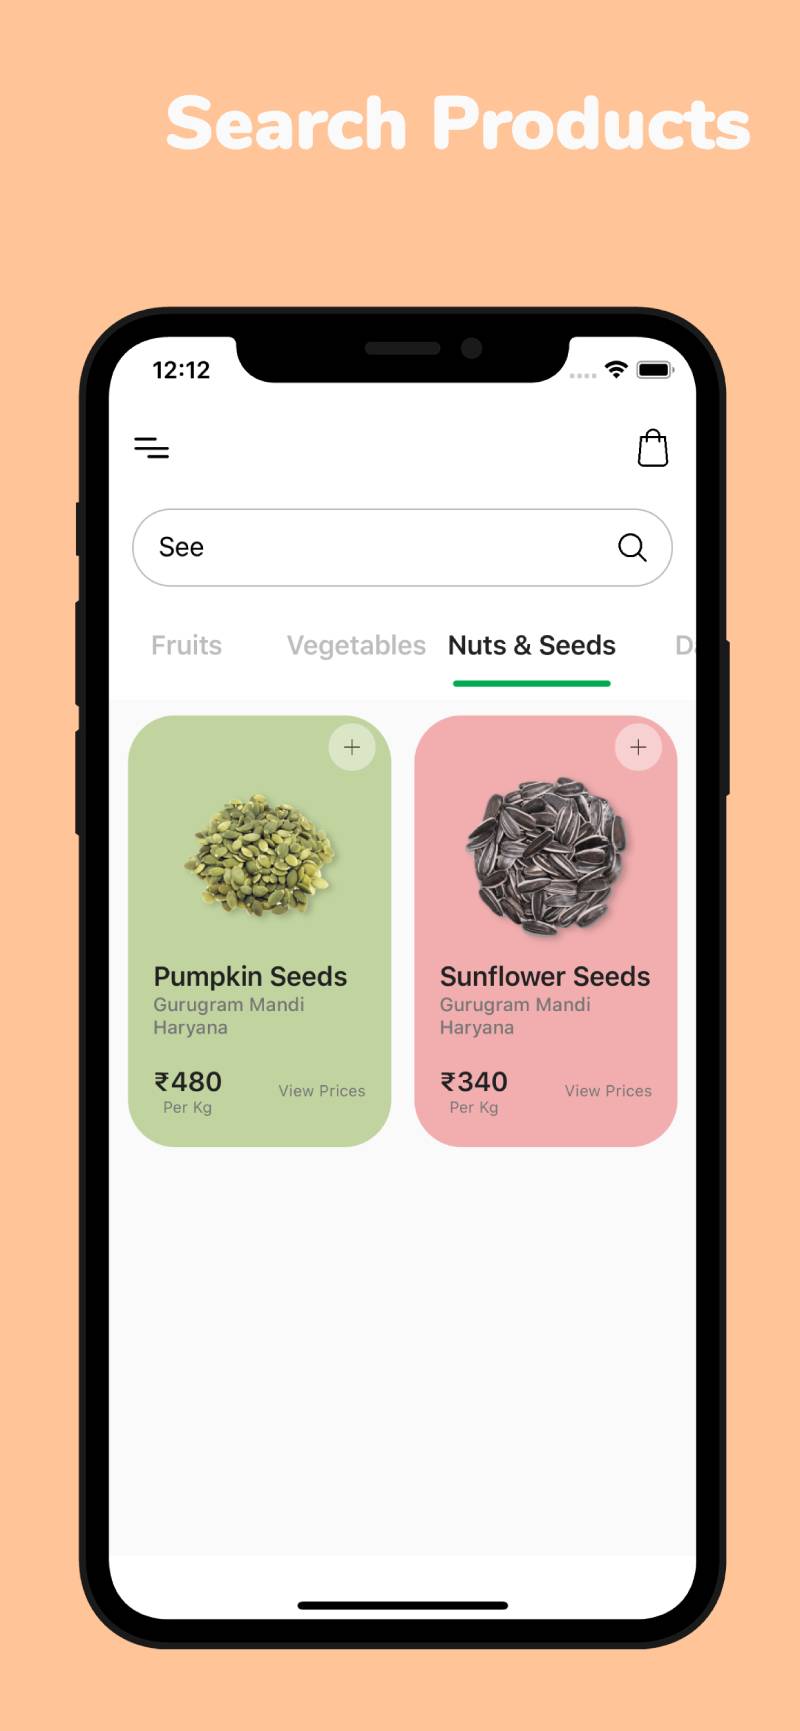 Search Products
12:12
See
Fruits Vegetables Nuts & Seeds
Pumpkin Seeds
Gurugram Mandi
Haryana
₹480
Per Kg
View Prices
Sunflower Seeds
Gurugram Mandi
Haryana
₹340
Per Kg
View Prices